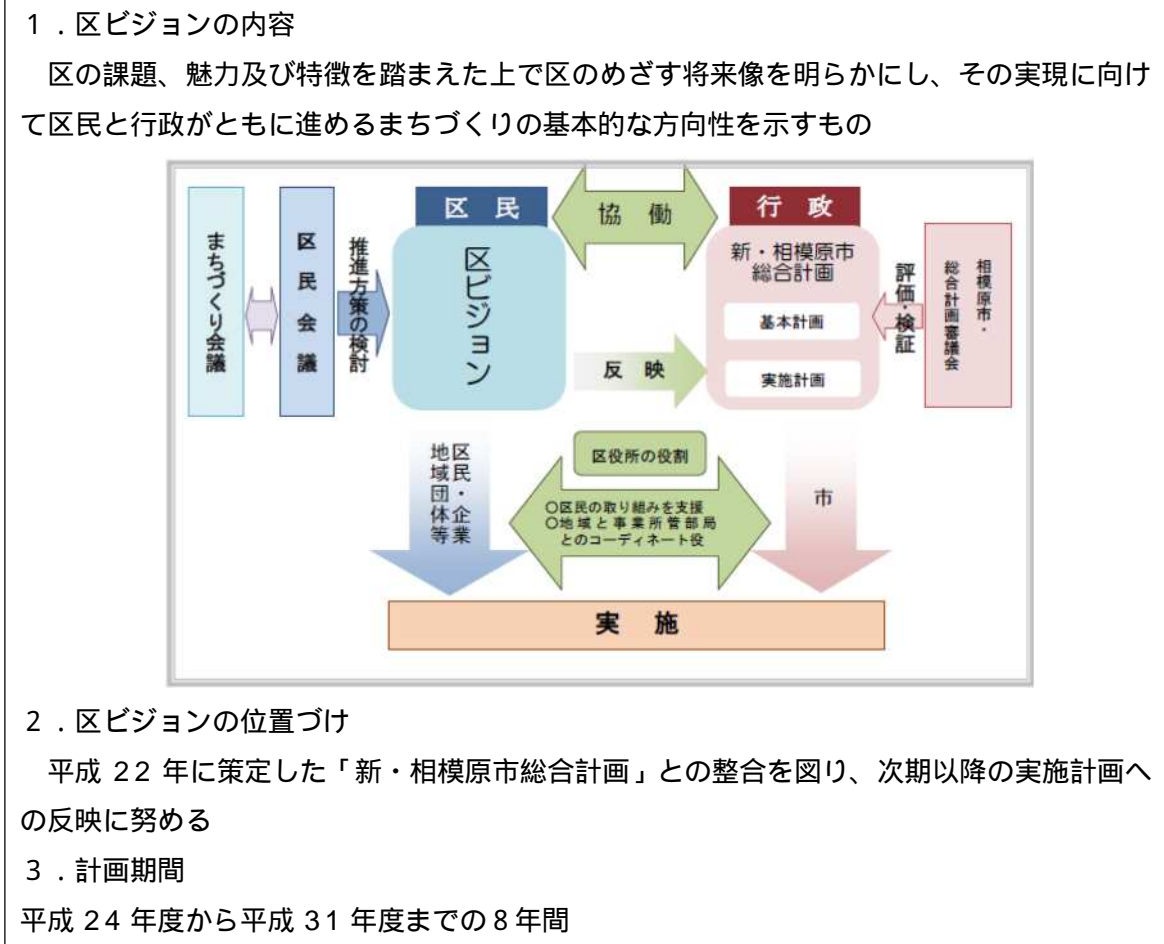 １．区ビジョンの内容
区の課題、魅力及び特徴を踏まえた上で区のめざす将来像を明らかにし、その実現に向け
て区民と行政がともに進めるまちづくりの基本的な方向性を示すもの
まちづくり会議
区民会議
推進方策の検討
区　民
区ビジョン
協　働
反　映
行　政
新・相模原市
総合計画
基本計画
実施計画
評価・検証
相模原市・
総合計画審議会
区民・企業
地域団体等
区役所の役割
○区民の取り組みを支援
○地域と事業所管部局
とのコーディネート役
市
実　施
２．区ビジョンの位置づけ
平成 22 年に策定した「新・相模原市総合計画」との整合を図り、次期以降の実施計画へ
の反映に努める
３．計画期間
平成 24 年度から平成 31 年度までの８年間